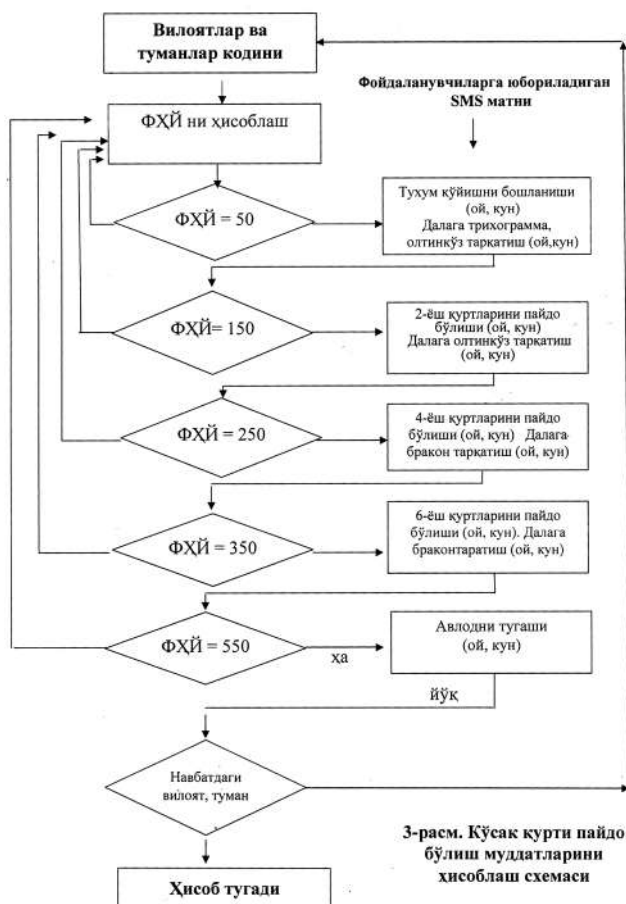 Вилоятлар ва
туманлар кодини
Фойдаланувчиларга юбориладиган
SMS матни
ФҲЙ ни ҳисоблаш
ФҲЙ = 50
Тухум қўйишни бошланиши
(ой, кун)
Далага трихограмма,
олтинкўз тарқатиш (ой,кун)
ФҲЙ= 150
2-ёш қуртларини пайдо
бўлиши (ой, кун)
Далага олтинкўз тарқатиш
(ой, кун)
ФҲЙ = 250
4-ёш қуртларини пайдо
бўлиши (ой, кун) Далага
бракон тарқатиш (ой, кун)
ФҲЙ = 350
6-ёш қуртларини пайдо
бўлиши (ой, кун). Далага
браконтаратиш (ой, кун)
ФҲЙ = 550
ҳа
Авлодни тугаши
(ой, кун)
йўқ
Навбатдаги
вилоят, туман
3-расм. Кўсак қурти пайдо
бўлиш муддатларини
ҳисоблаш схемаси
Ҳисоб тугади